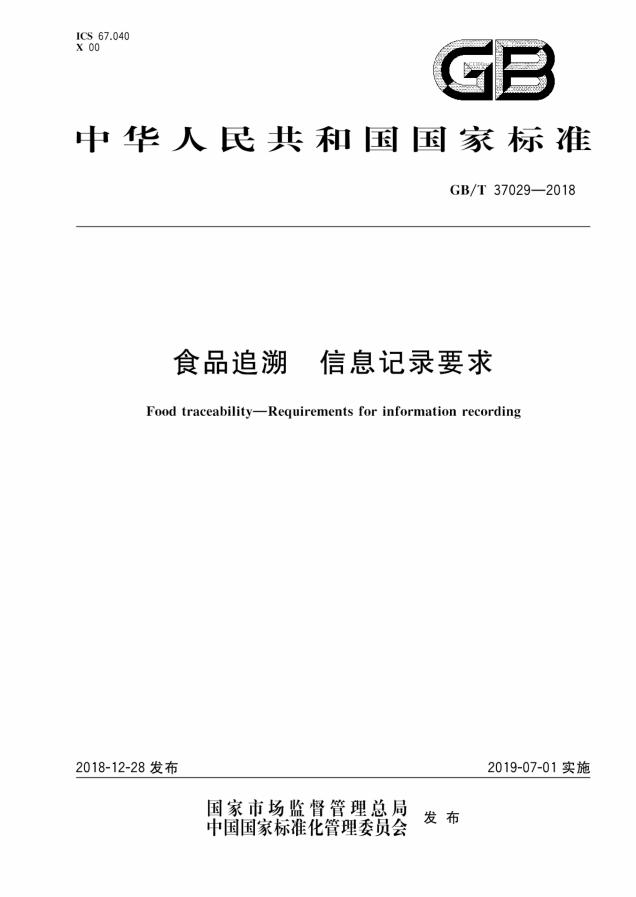 ICS 67.040
X 00
GB
中华人民共和国国家标准
GB/T 37029—2018
食品追溯 信息记录要求
Food traceability—Requirements for information recording
2018-12-28 发布
2019-07-01 实施
国家市场监督管理总局
中国国家标准化管理委员会
发布